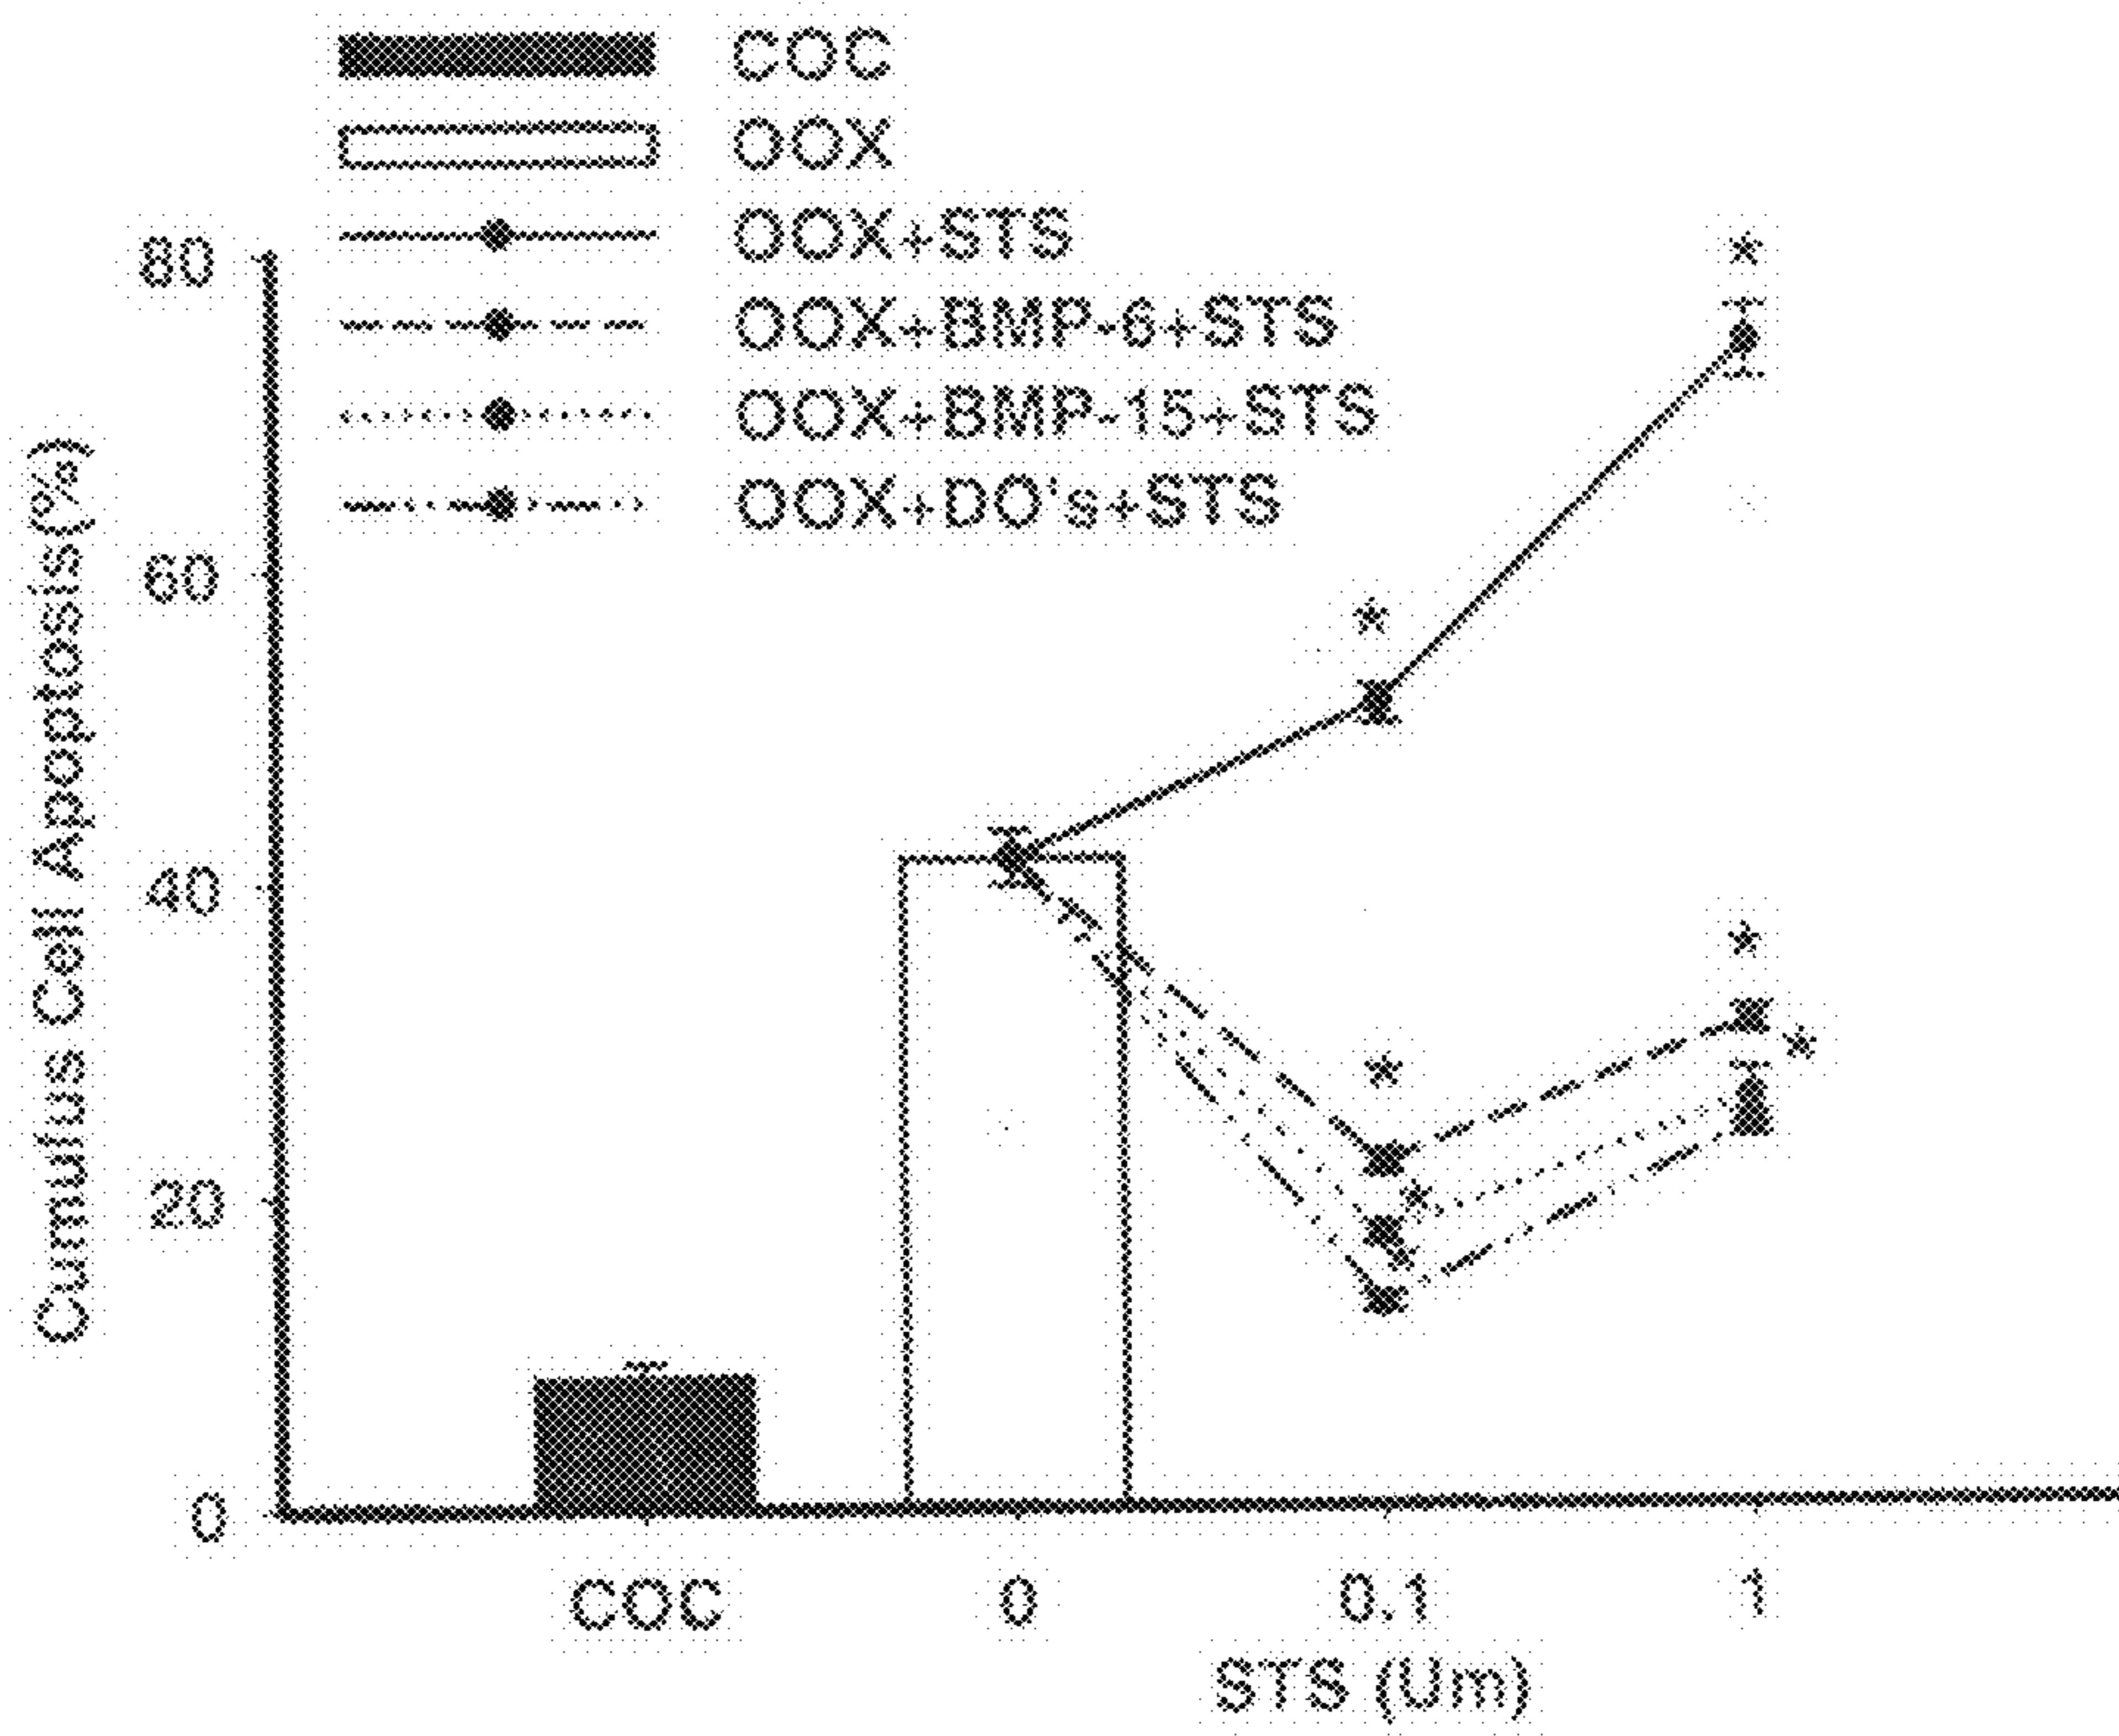 COC
OOX
OOX+STS
OOX+BMP-6+STS
OOX+BMP-15+STS
OOX+DO's+STS
Cumulus Cell Apoptosis(%)
80
60
40
20
0
*
*
*
*
*
*
*
COC 0 0.1 1
STS (Um)